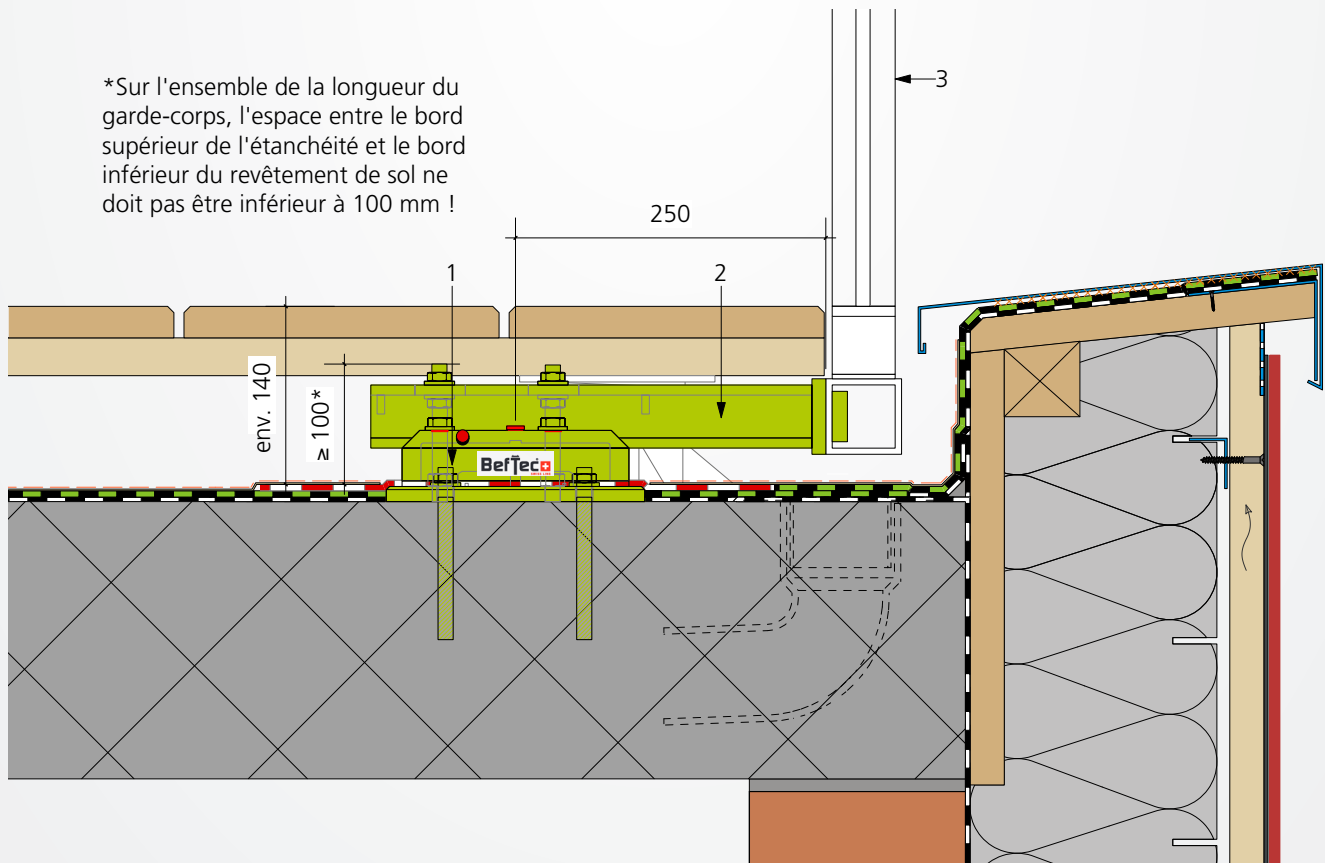 *Sur l'ensemble de la longueur du
garde-corps, l'espace entre le bord
supérieur de l'étanchéité et le bord
inférieur du revêtement de sol ne
doit pas être inférieur à 100 mm !
3
250
1
2
env. 140
≥ 100*
BefTec